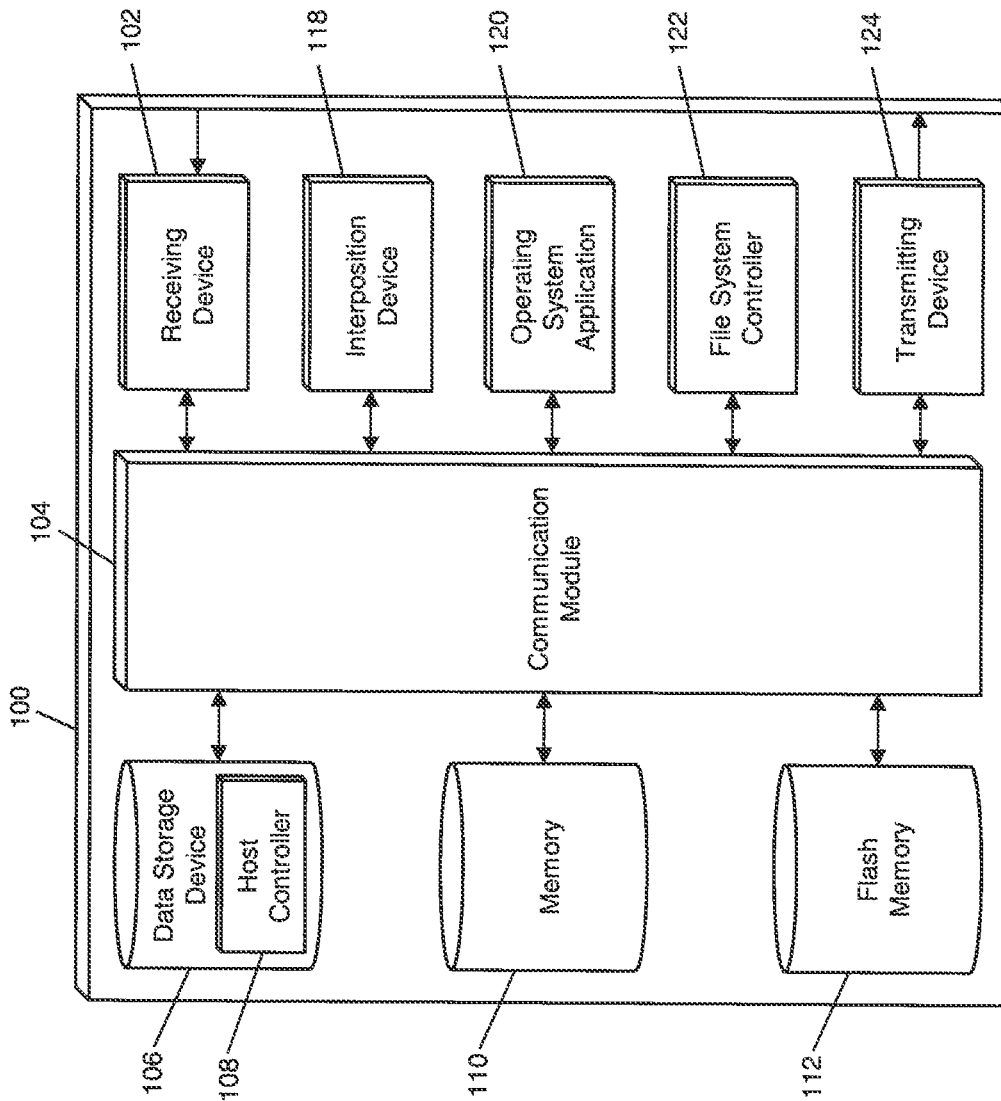 100
102
Receiving
Device
118
Interposition
Device
120
Operating
System
Application
122
File System
Controller
124
Transmitting
Device
104
Communication
Module
106
Data Storage
Device
108
Host
Controller
110
Memory
112
Flash
Memory